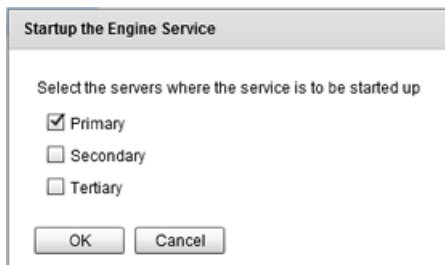 Startup the Engine Service
Select the servers where the service is to be started up
Primary
Secondary
Tertiary
OK Cancel